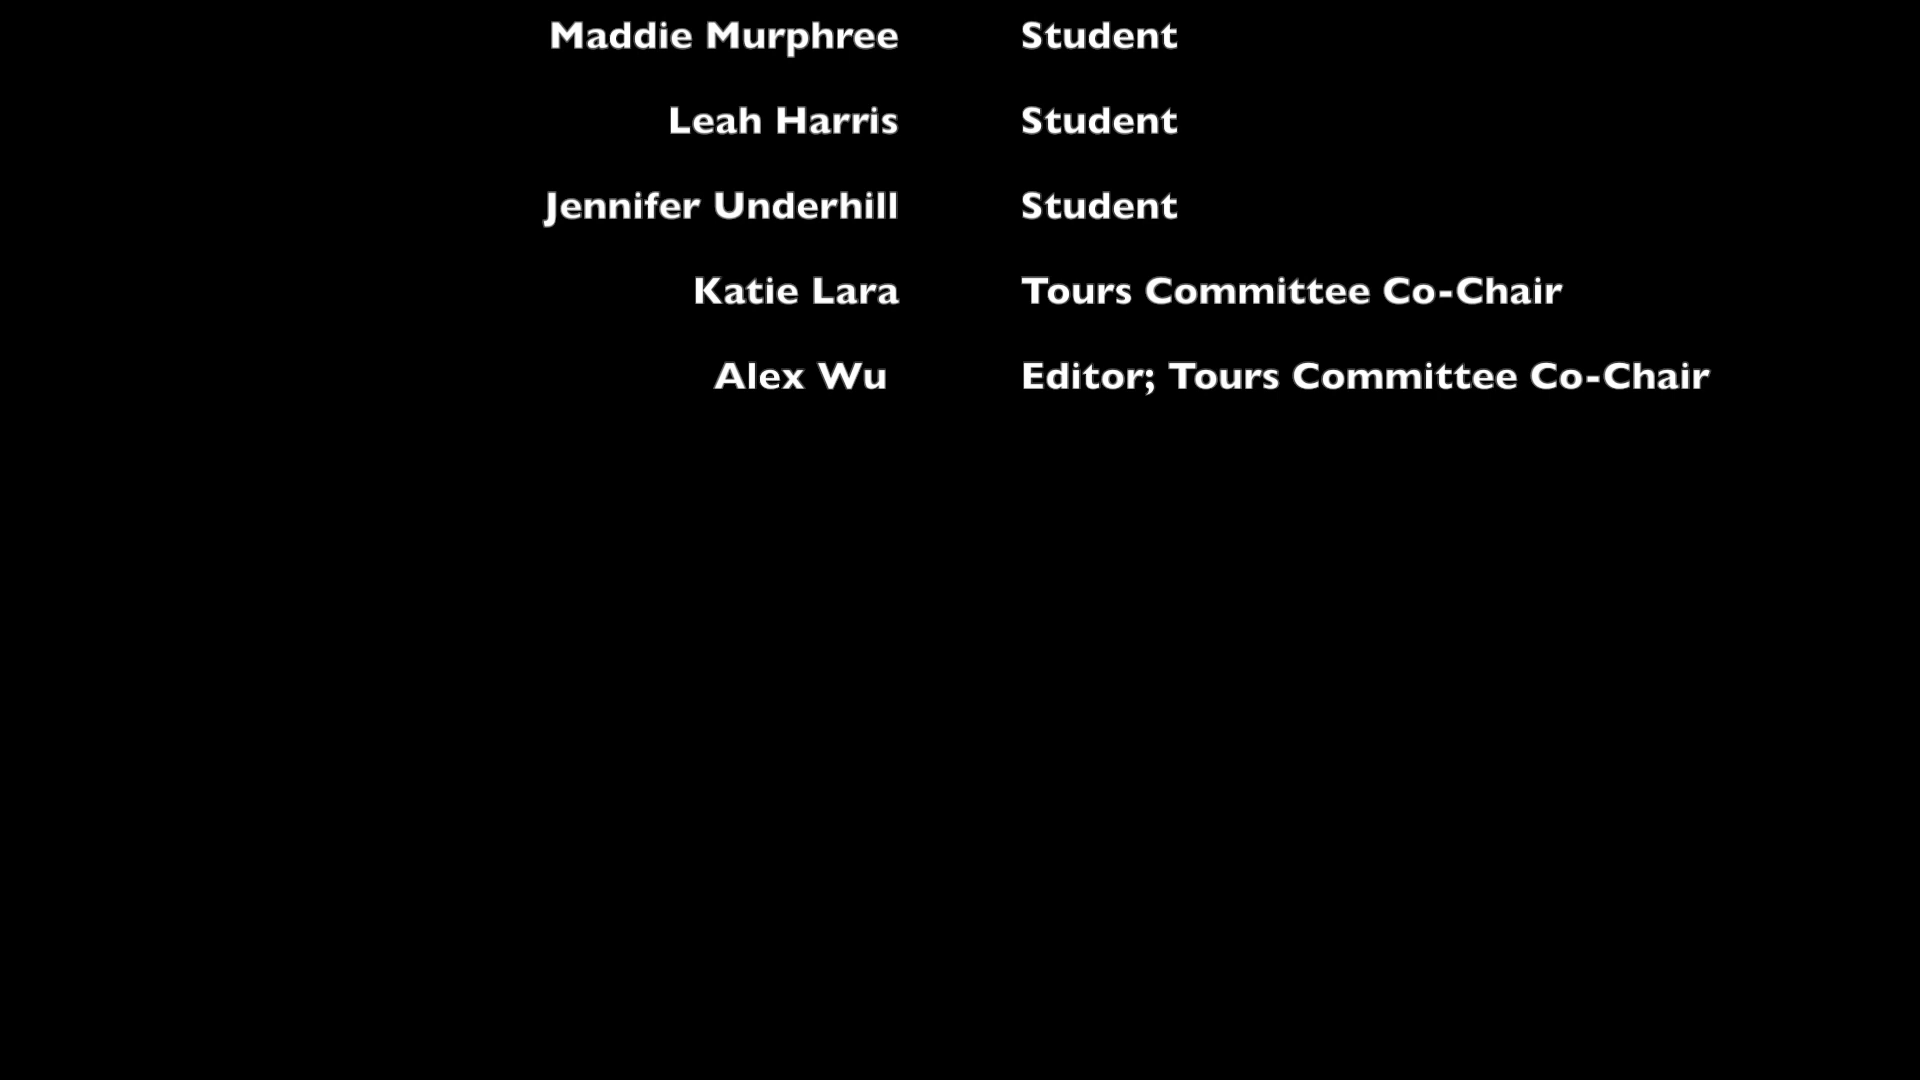 Maddie Murphree Student
Leah Harris Student
Jennifer Underhill Student
Katie Lara Tours Committee Co-Chair
Alex Wu Editor; Tours Committee Co-Chair